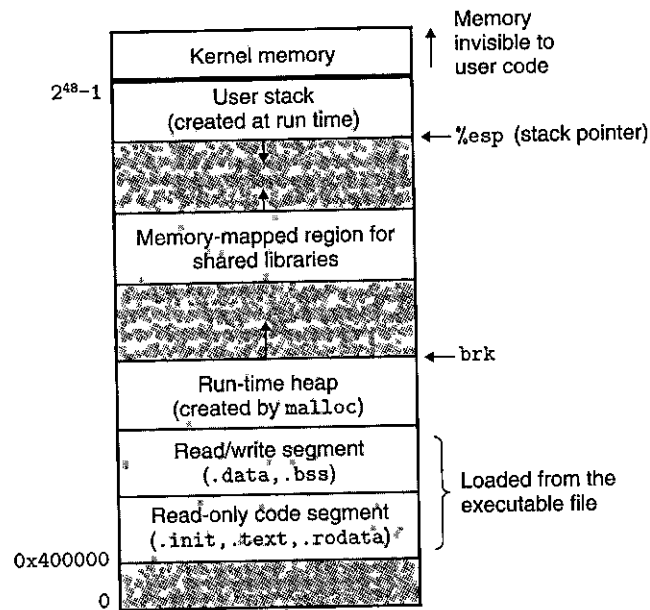 Kernel memory
Memory
invisible to
user code
2⁴⁸−1
User stack
(created at run time)
%esp (stack pointer)
Memory-mapped region for
shared libraries
brk
Run-time heap
(created by malloc)
Read/write segment
(.data, .bss)
Loaded from the
executable file
Read-only code segment
(.init, .text, .rodata)
0x400000
0